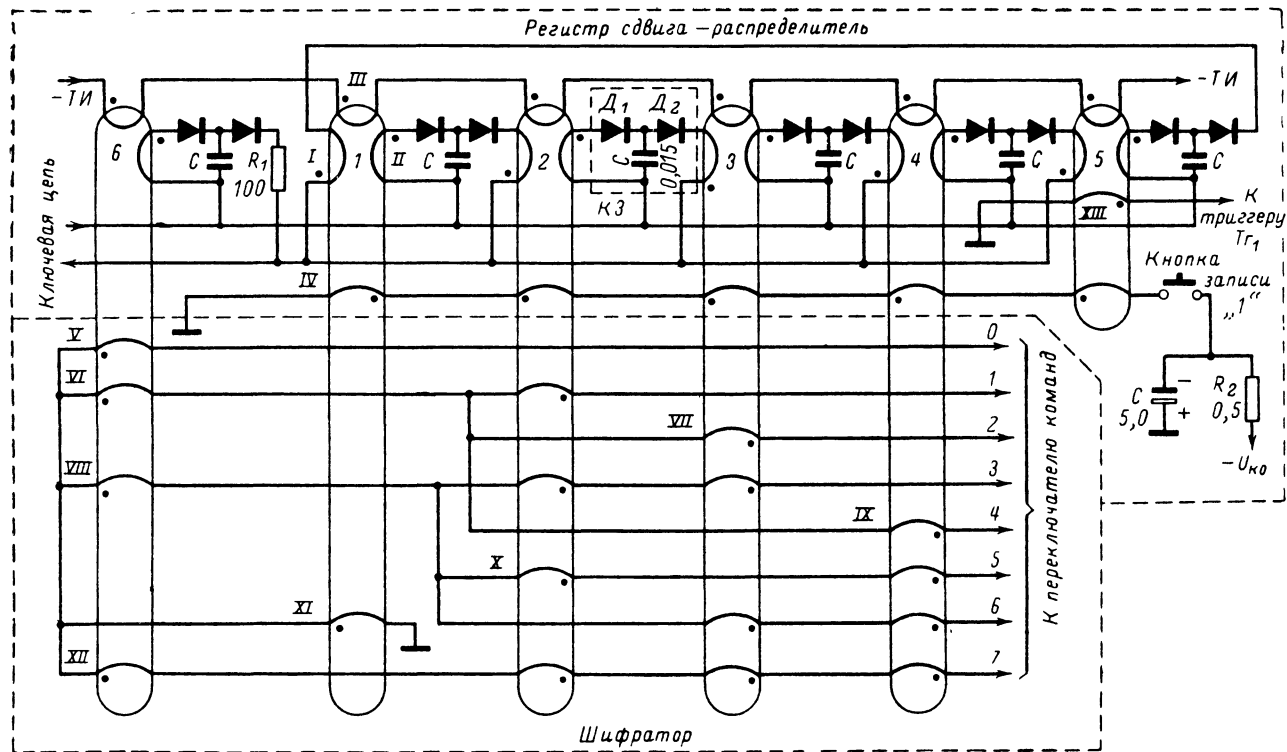 Регистр сдвига – распределитель
-ТИ
III
Д₁ Д₂
-ТИ
6
C
R₁
100
I
1
II
C
2
C
0,015
3
C
4
C
5
C
КЗ
XIII
К триггеру Тг₁
Ключевая цепь
IV
Кнопка записи „1“
V
0
VI
1
VII
2
VIII
3
IX
4
X
5
XI
6
XII
7
C
5,0
-
+
R₂
0,5
-Uко
К переключателю команд
Шифратор